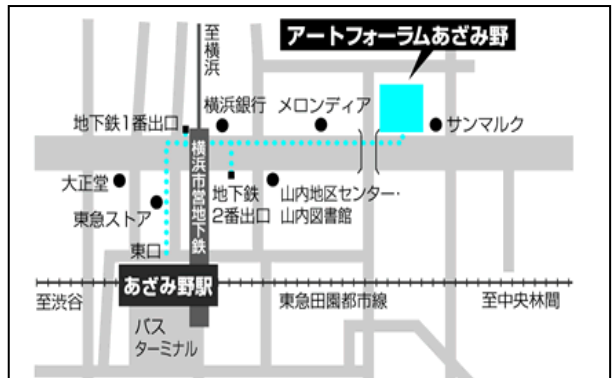 至横浜
アートフォーラムあざみ野
横浜銀行
メロンディア
地下鉄1番出口
サンマルク
横浜市営地下鉄
大正堂
地下鉄
2番出口
山内地区センター・
山内図書館
東急ストア
東口
あざみ野駅
至渋谷
東急田園都市線
至中央林間
バス
ターミナル